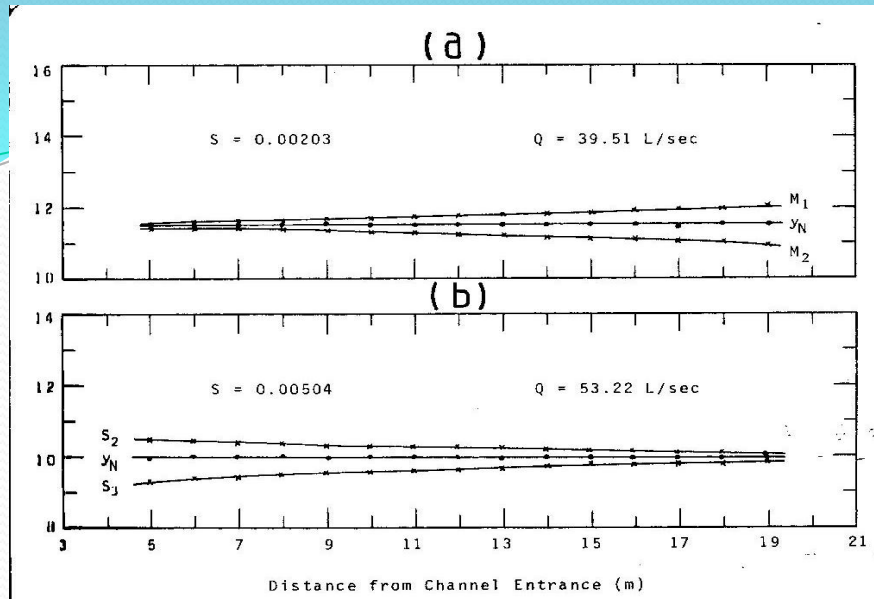 (a)
16
S = 0.00203 Q = 39.51 L/sec
14
M1
12
yN
M2
10
(b)
14
S = 0.00504 Q = 53.22 L/sec
12
S2
yN
10
S3
8
3 5 7 9 11 13 15 17 19 21
Distance from Channel Entrance (m)